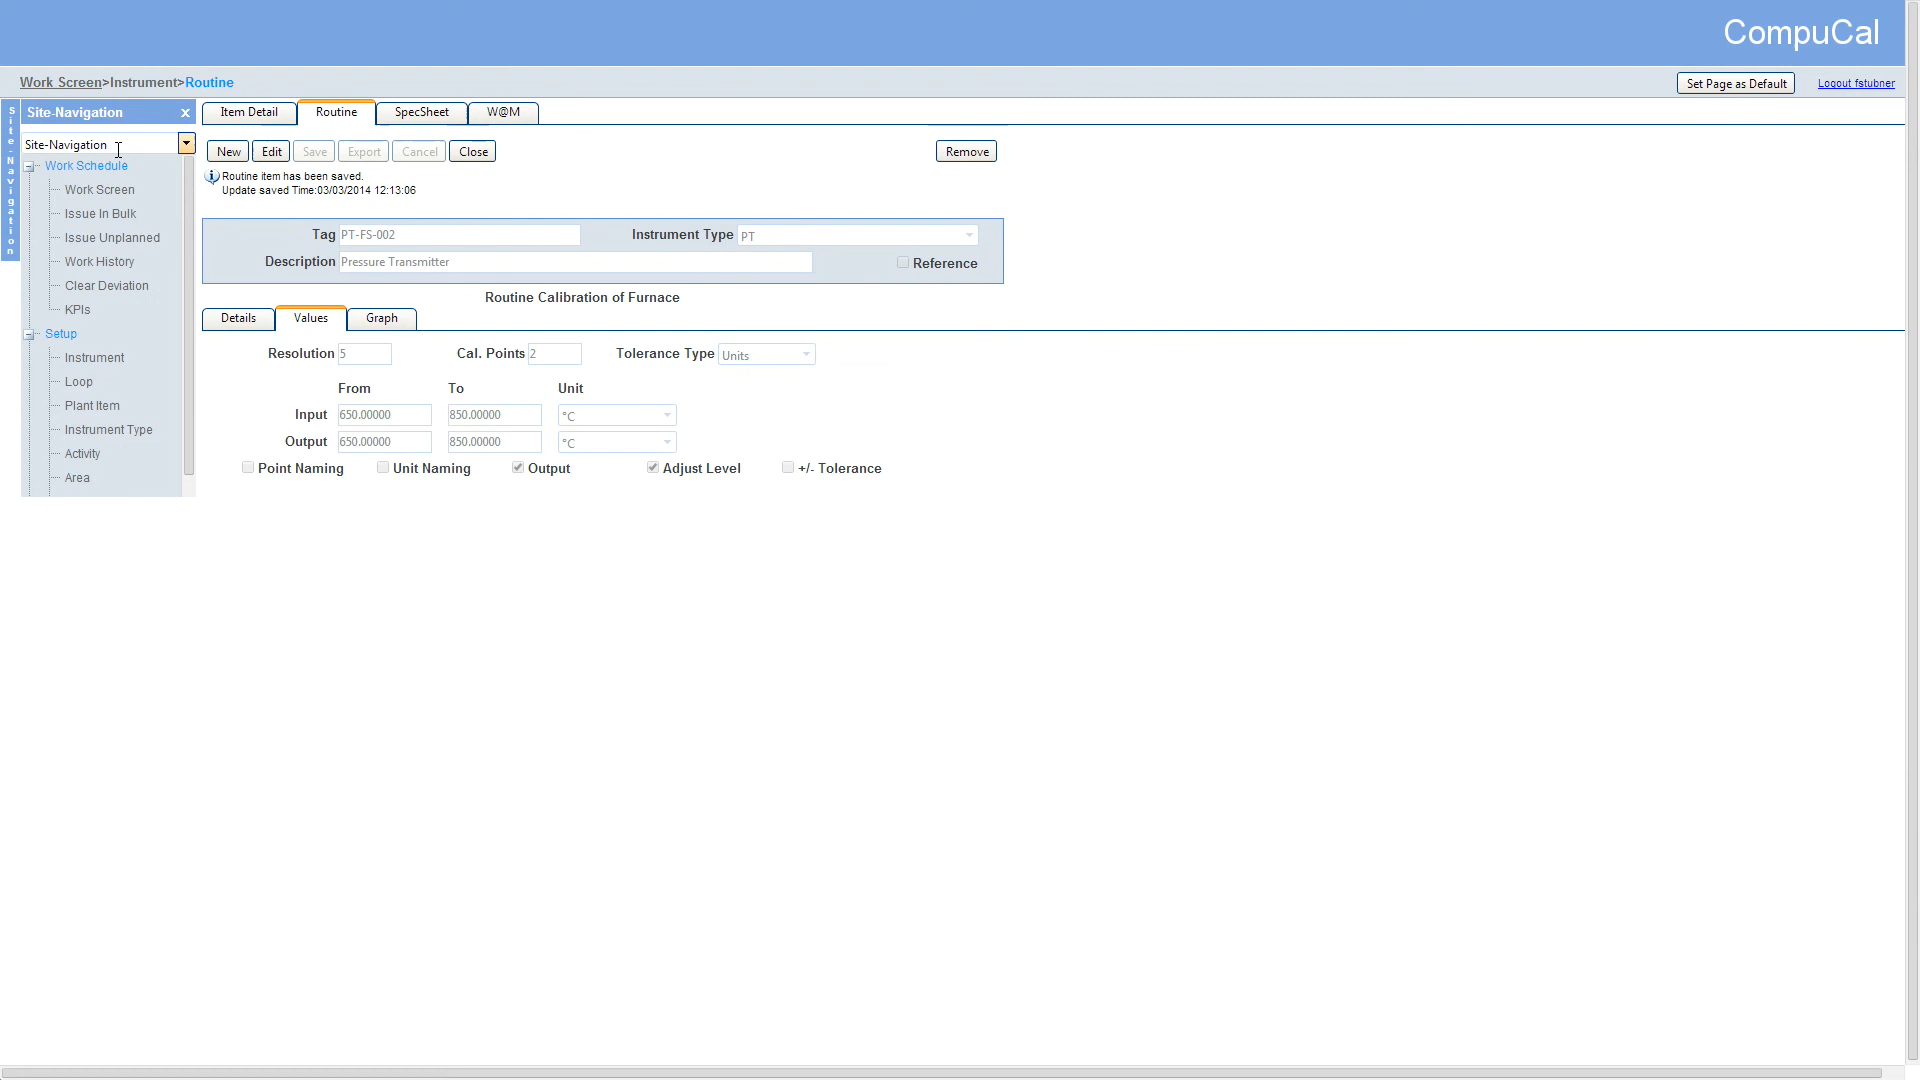 CompuCal
Work Screen>Instrument>Routine
Set Page as Default
Logout fstubner
Site-Navigation
Site-Navigation x
Site-Navigation
Work Schedule
Work Screen
Issue In Bulk
Issue Unplanned
Work History
Clear Deviation
KPIs
Setup
Instrument
Loop
Plant Item
Instrument Type
Activity
Area
Item Detail Routine SpecSheet W@M
New Edit Save Export Cancel Close Remove
Routine item has been saved.
Update saved Time:03/03/2014 12:13:06
Tag PT-FS-002 Instrument Type PT
Description Pressure Transmitter Reference
Routine Calibration of Furnace
Details Values Graph
Resolution 5 Cal. Points 2 Tolerance Type Units
From To Unit
Input 650.00000 850.00000 °C
Output 650.00000 850.00000 °C
Point Naming Unit Naming Output Adjust Level +/- Tolerance